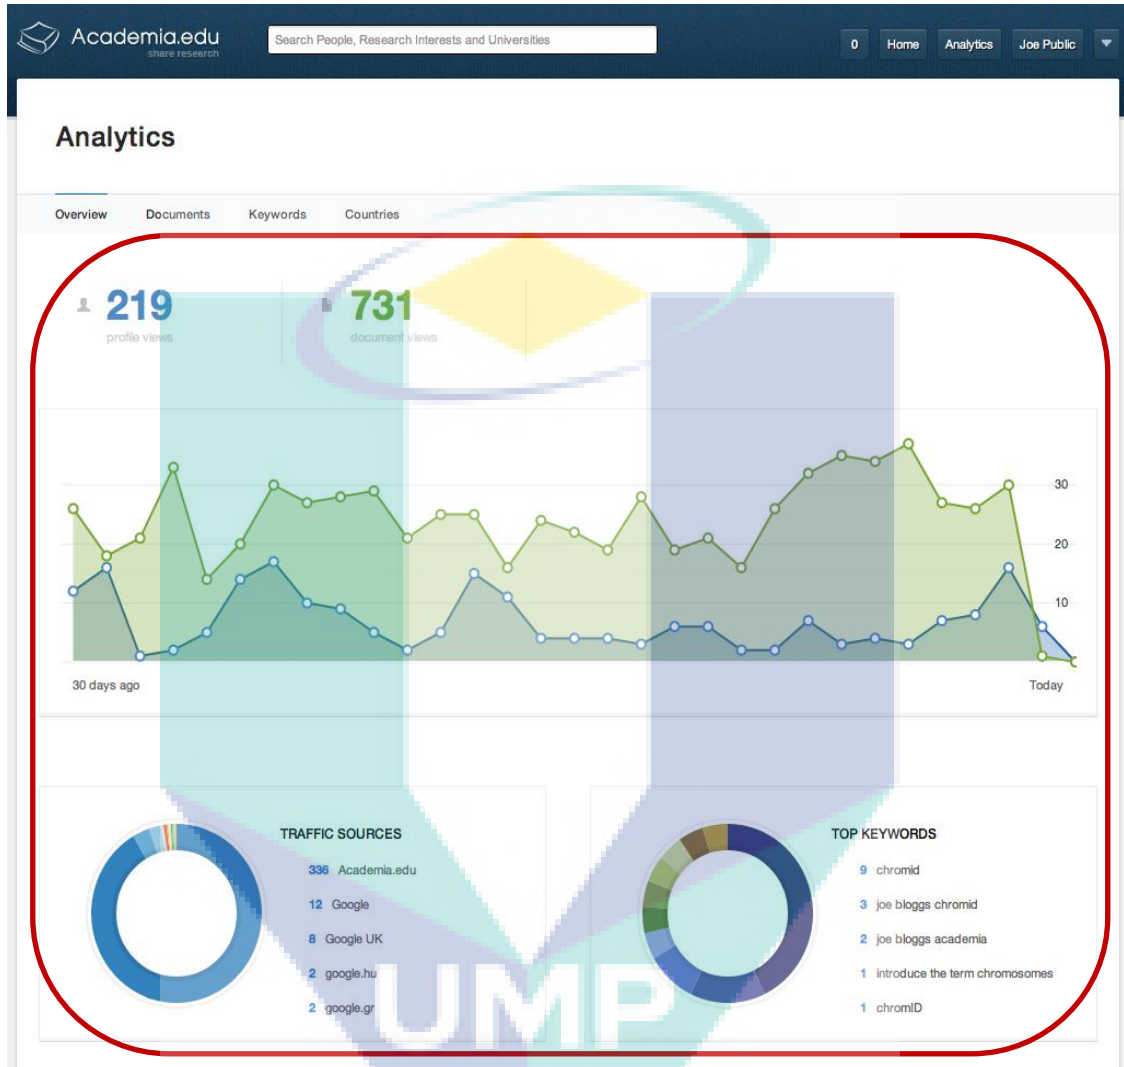 Academia.edu
share research
Search People, Research Interests and Universities
0 Home Analytics Joe Public
Analytics
Overview Documents Keywords Countries
219
profile views
731
document views
30
20
10
30 days ago Today
TRAFFIC SOURCES
336 Academia.edu
12 Google
8 Google UK
2 google.hu
2 google.gr
TOP KEYWORDS
9 chromid
3 joe bloggs chromid
2 joe bloggs academia
1 introduce the term chromosomes
1 chromID
UMP